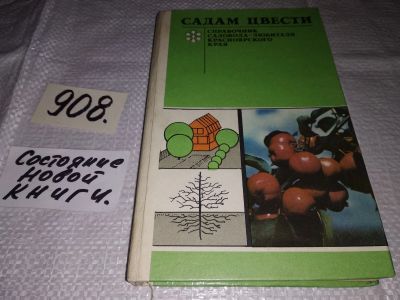 САДАМ ЦВЕСТИ
СПРАВОЧНИК
САДОВОДА-ЛЮБИТЕЛЯ
КРАСНОЯРСКОГО
КРАЯ
908.
Состояние
новой
книги.